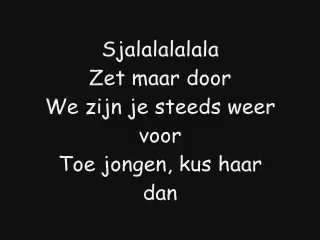 Sjalalalalala
Zet maar door
We zijn je steeds weer
voor
Toe jongen, kus haar
dan